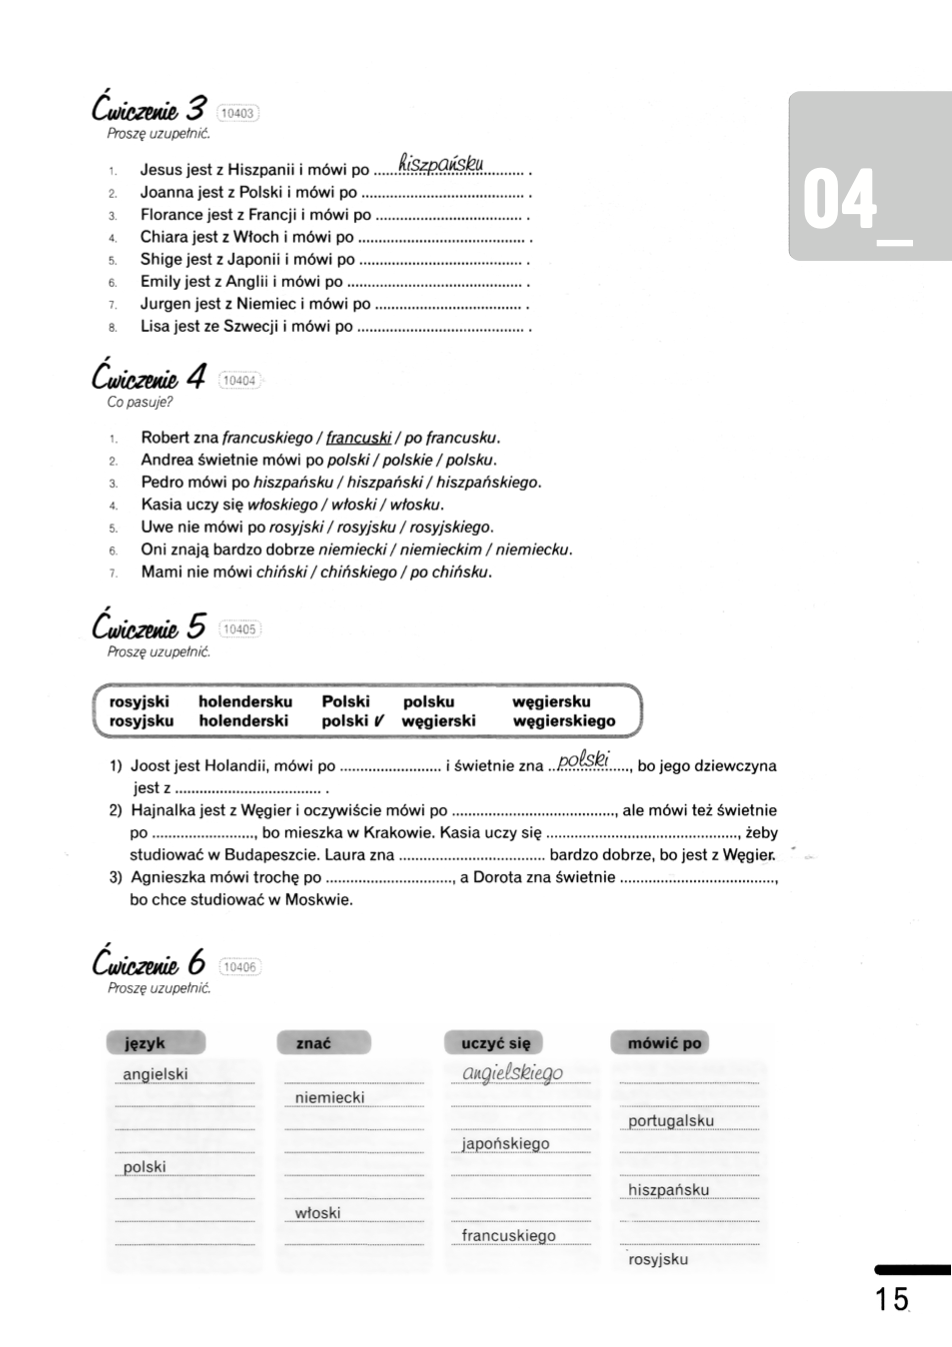 Ćwiczenie 3 10403
Proszę uzupełnić.
04_
1. Jesus jest z Hiszpanii i mówi po ......hiszpańsku.......... .
2. Joanna jest z Polski i mówi po ........................................ .
3. Florance jest z Francji i mówi po .................................... .
4. Chiara jest z Włoch i mówi po ......................................... .
5. Shige jest z Japonii i mówi po ........................................ .
6. Emily jest z Anglii i mówi po ........................................... .
7. Jurgen jest z Niemiec i mówi po .................................... .
8. Lisa jest ze Szwecji i mówi po ......................................... .
Ćwiczenie 4 10404
Co pasuje?
1. Robert zna francuskiego / francuski / po francusku.
2. Andrea świetnie mówi po polski / polskie / polsku.
3. Pedro mówi po hiszpańsku / hiszpański / hiszpańskiego.
4. Kasia uczy się włoskiego / włoski / włosku.
5. Uwe nie mówi po rosyjski / rosyjsku / rosyjskiego.
6. Oni znają bardzo dobrze niemiecki / niemieckim / niemiecku.
7. Mami nie mówi chiński / chińskiego / po chińsku.
Ćwiczenie 5 10405
Proszę uzupełnić.
rosyjski holendersku Polski polsku węgiersku
rosyjsku holenderski polski ✓ węgierski węgierskiego
1) Joost jest Holandii, mówi po ......................... i świetnie zna ..polski....., bo jego dziewczyna
jest z .................................... .
2) Hajnalka jest z Węgier i oczywiście mówi po ........................................, ale mówi też świetnie
po ........................., bo mieszka w Krakowie. Kasia uczy się ..............................................., żeby
studiować w Budapeszcie. Laura zna .................................... bardzo dobrze, bo jest z Węgier.
3) Agnieszka mówi trochę po ..............................., a Dorota zna świetnie ......................................,
bo chce studiować w Moskwie.
Ćwiczenie 6 10406
Proszę uzupełnić.
język znać uczyć się mówić po
angielski angielskiego
niemiecki
portugalsku
japońskiego
polski
hiszpańsku
włoski
francuskiego
rosyjsku
15